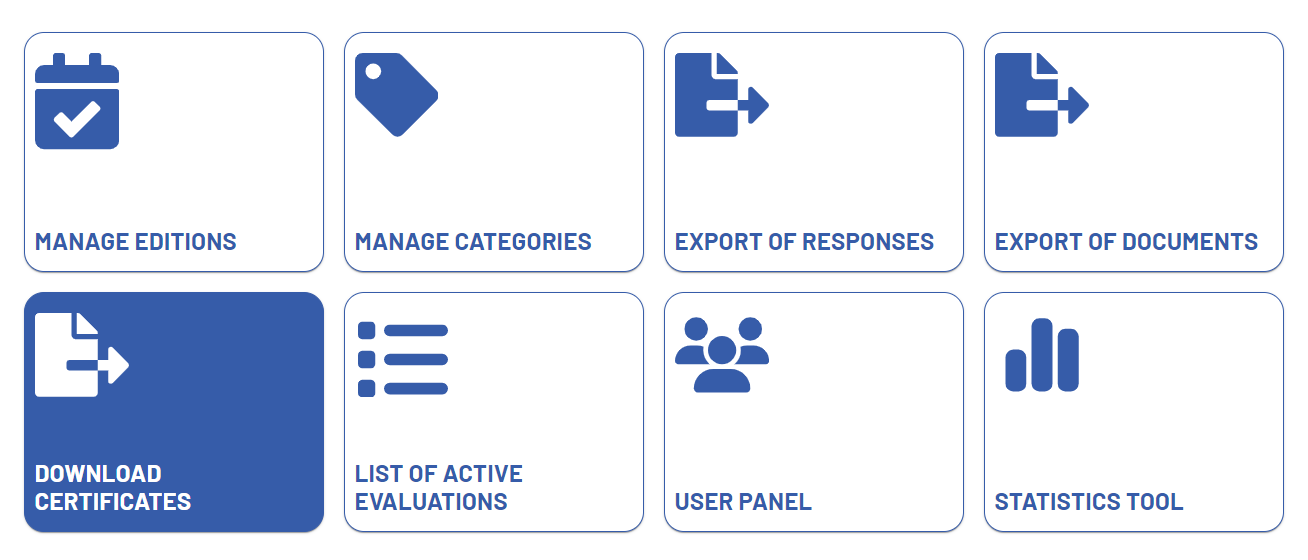 MANAGE EDITIONS
MANAGE CATEGORIES
EXPORT OF RESPONSES
EXPORT OF DOCUMENTS
DOWNLOAD
CERTIFICATES
LIST OF ACTIVE
EVALUATIONS
USER PANEL
STATISTICS TOOL